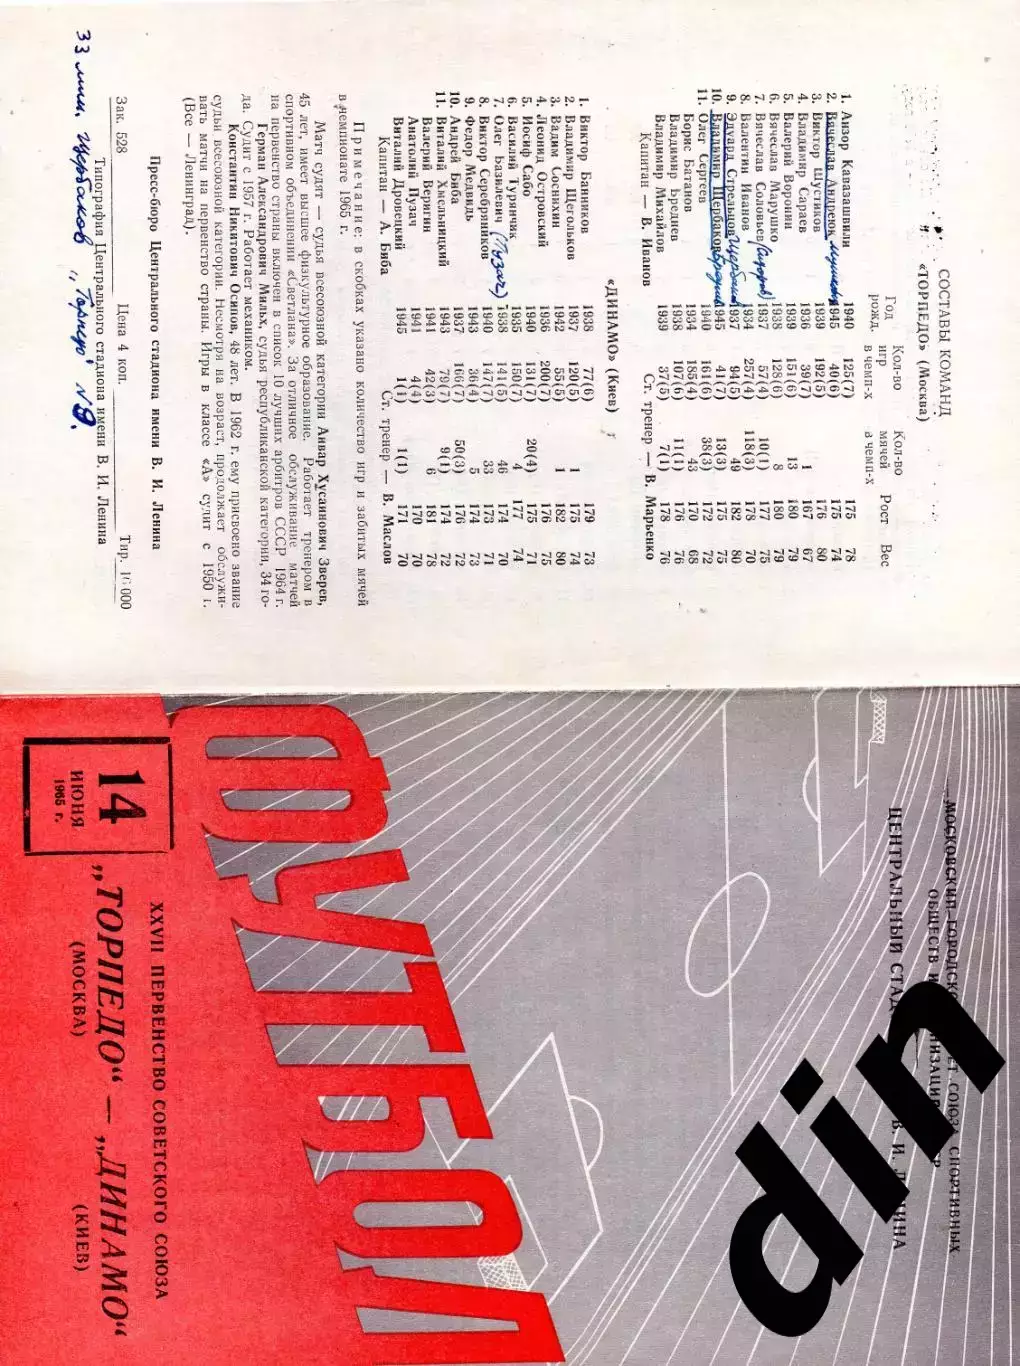 СОСТАВЫ КОМАНД
«ТОРПЕДО» (Москва)
Год рожд. Кол-во игр в чемп-х Кол-во мячей в чемп-х Рост Вес
1. Анзор Кавазашвили 1940 125(7) 175 78
2. Вячеслав Андреюк 1945 40(6) 175 74
3. Виктор Шустиков 1939 192(5) 176 80
4. Владимир Сараев 1936 39(7) 1 167 67
5. Валерий Воронин 1939 151(6) 13 180 79
6. Вячеслав Марушко 1938 128(6) 8 180 79
7. Вячеслав Соловьев 1937 57(4) 10(1) 177 75
8. Валентин Иванов 1934 257(4) 118(3) 178 70
9. Эдуард Стрельцов 1937 94(5) 49 182 80
10. Владимир Щербаков 1945 41(7) 13(3) 175 75
11. Олег Сергеев 1940 161(6) 38(3) 172 72
Борис Батанов 1934 185(4) 43 170 68
Владимир Бреднев 1938 107(6) 11(1) 176 70
Владимир Михайлов 1939 37(5) 7(1) 178 76
Капитан — В. Иванов Ст. тренер — В. Марьенко
«ДИНАМО» (Киев)
1. Виктор Банников 1938 77(6) 179 73
2. Владимир Щегольков 1937 120(5) 1 175 74
3. Вадим Соснихин 1942 55(5) 1 182 80
4. Леонид Островский 1936 200(7) 176 75
5. Иосиф Сабо 1940 131(7) 20(4) 175 71
6. Василий Турянчик 1935 150(7) 4 177 74
7. Олег Базилевич 1938 141(5) 46 174 70
8. Виктор Серебряников 1940 147(7) 33 173 71
9. Федор Медвидь 1943 36(4) 5 174 73
10. Андрей Биба 1937 166(7) 50(3) 176 72
11. Виталий Хмельницкий 1943 79(7) 9(1) 174 72
Валерий Веригин 1941 42(3) 6 181 78
Анатолий Пузач 1941 4(4) 170 70
Виталий Дровецкий 1945 1(1) 1(1) 171 70
Капитан — А. Биба Ст. тренер — В. Маслов
Примечание: в скобках указано количество игр и забитых мячей
в чемпионате 1965 г.
Матч судят — судья всесоюзной категории Анвар Хусаинович Зверев,
45 лет, имеет высшее физкультурное образование. Работает тренером в
спортивном объединении «Светлана». За отличное обслуживание матчей
на первенство страны включен в список 10 лучших арбитров СССР 1964 г.
Герман Александрович Мильх, судья республиканской категории, 34 го-
да. Судит с 1957 г. Работает механиком.
Константин Никитович Осипов, 48 лет. В 1962 г. ему присвоено звание
судьи всесоюзной категории. Несмотря на возраст, продолжает обслужи-
вать матчи на первенство страны. Игры в классе «А» судит с 1950 г.
(Все — Ленинград).
Пресс-бюро Центрального стадиона имени В. И. Ленина
Зак. 528 Цена 4 коп. Тир. 10 000
Типография Центрального стадиона имени В. И. Ленина
33 мин. Щербаков „Торпедо"
МОСКОВСКИЙ ГОРОДСКОЙ СОЮЗА СПОРТИВНЫХ
ОБЩЕСТВ И
ЦЕНТРАЛЬНЫЙ СТАД В. И. ЛЕНИНА
din
ФУТБОЛ
14
ИЮНЯ
1965 г.
XXVII ПЕРВЕНСТВО СОВЕТСКОГО СОЮЗА
„ТОРПЕДО“ — „ДИНАМО“
(МОСКВА) (КИЕВ)